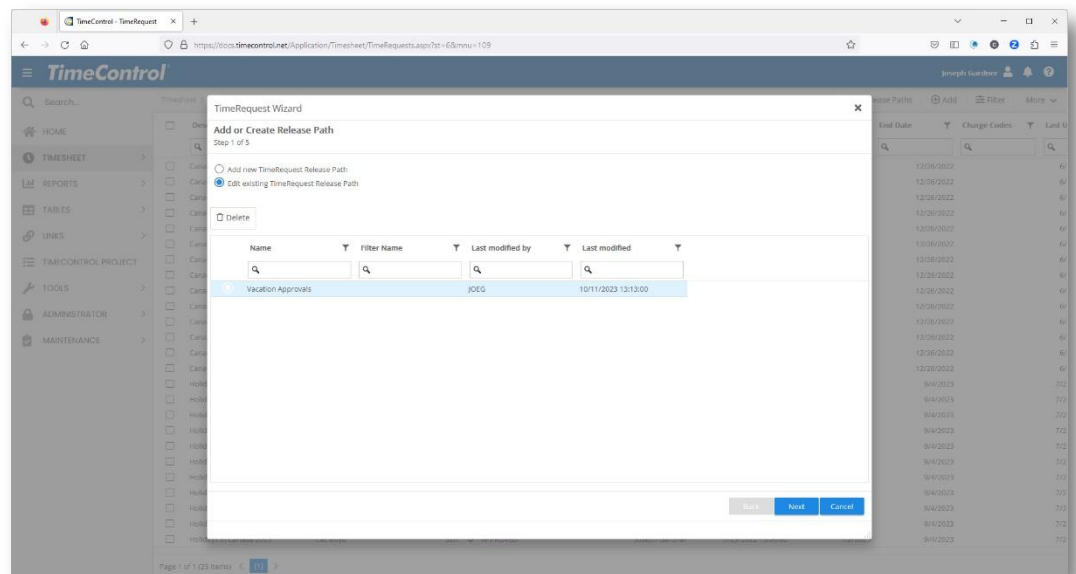 TimeControl - TimeRequest
https://docs.timecontrol.net/Application/Timesheet/TimeRequests.aspx?st=6&mnu=109
TimeControl
Joseph Gardner
Search...
HOME
TIMESHEET
REPORTS
TABLES
LINKS
TIMECONTROL PROJECT
TOOLS
ADMINISTRATOR
MAINTENANCE
Add Filter More
End Date Charge Codes
TimeRequest Wizard
Add or Create Release Path
Step 1 of 5
Add new TimeRequest Release Path
Edit existing TimeRequest Release Path
Delete
Name Filter Name Last modified by Last modified
Vacation Approvals JOEG 10/11/2023 13:13:00
Back Next Cancel
12/26/2022
12/26/2022
12/26/2022
12/26/2022
12/26/2022
12/26/2022
12/26/2022
12/26/2022
12/26/2022
12/26/2022
12/26/2022
12/26/2022
12/26/2022
12/26/2022
9/4/2023
9/4/2023
9/4/2023
9/4/2023
9/4/2023
9/4/2023
9/4/2023
9/4/2023
9/4/2023
9/4/2023
9/4/2023
Page 1 of 1 (25 items)